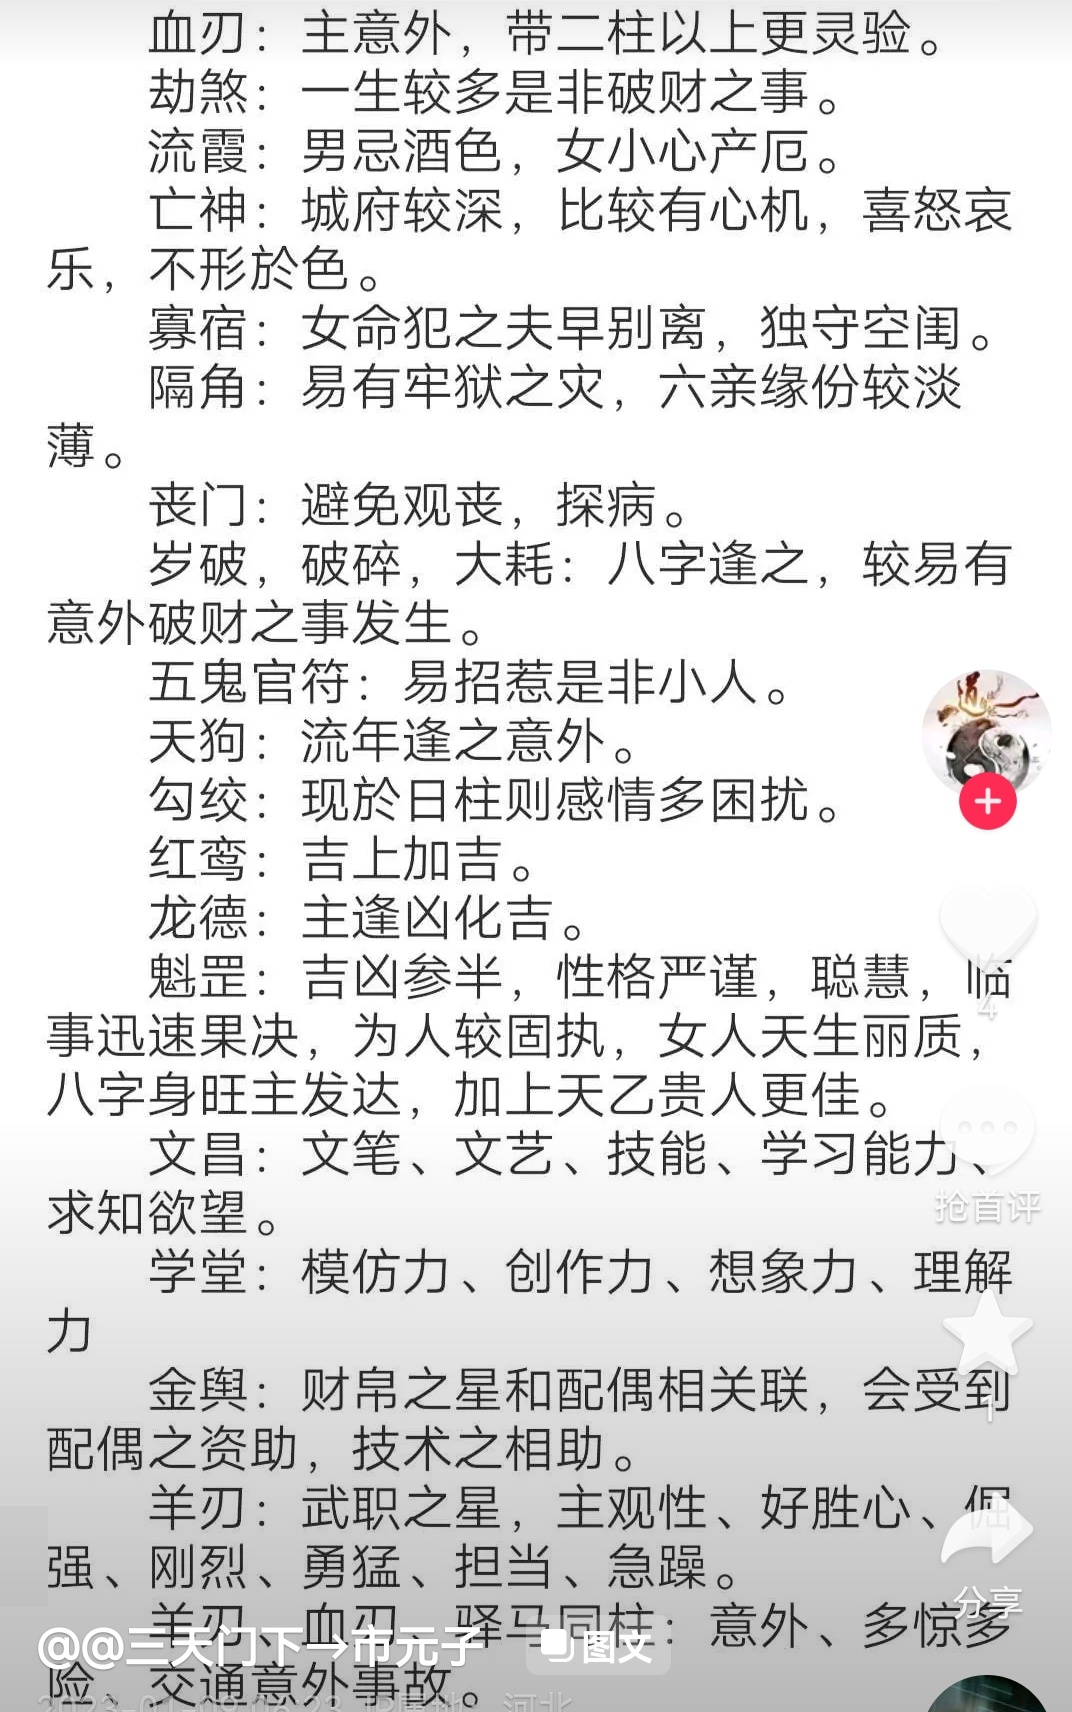 血刃：主意外，带二柱以上更灵验。
劫煞：一生较多是非破财之事。
流霞：男忌酒色，女小心产厄。
亡神：城府较深，比较有心机，喜怒哀
乐，不形於色。
寡宿：女命犯之夫早别离，独守空闺。
隔角：易有牢狱之灾，六亲缘份较淡
薄。
丧门：避免观丧，探病。
岁破，破碎，大耗：八字逢之，较易有
意外破财之事发生。
五鬼官符：易招惹是非小人。
天狗：流年逢之意外。
勾绞：现於日柱则感情多困扰。
红鸾：吉上加吉。
龙德：主逢凶化吉。
魁罡：吉凶参半，性格严谨，聪慧，临
4
事迅速果决，为人较固执，女人天生丽质，
八字身旺主发达，加上天乙贵人更佳。
文昌：文笔、文艺、技能、学习能力、
抢首评
求知欲望。
学堂：模仿力、创作力、想象力、理解
力
金舆：财帛之星和配偶相关联，会受到
1
配偶之资助，技术之相助。
羊刃：武职之星，主观性、好胜心、倔
强、刚烈、勇猛、担当、急躁。
分享
羊刃、血刃、驿马同柱：意外、多惊多
@@三天门下→市元子 图文
险、交通意外事故。
2023-01-09 06:23 IP属地：河北